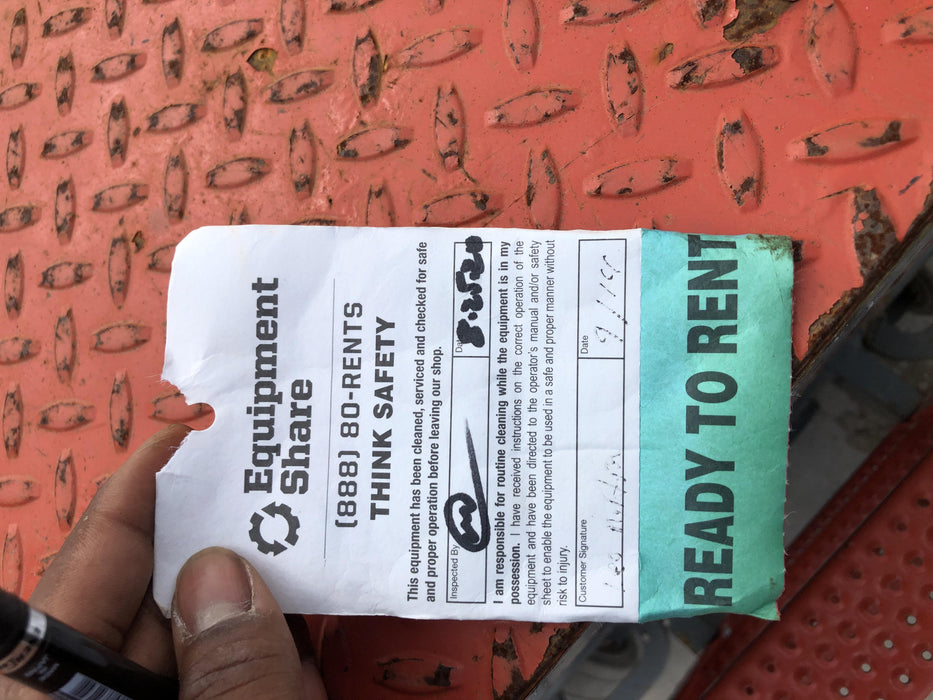 Equipment
Share
(888) 80-RENTS
THINK SAFETY
This equipment has been cleaned, serviced and checked for safe
and proper operation before leaving our shop.
Inspected By
Date
8-25-20
I am responsible for routine cleaning while the equipment is in my
possession. I have received instructions on the correct operation of the
equipment and have been directed to the operator's manual and/or safety
sheet to enable the equipment to be used in a safe and proper manner without
risk to injury.
Customer Signature
Date
READY TO RENT